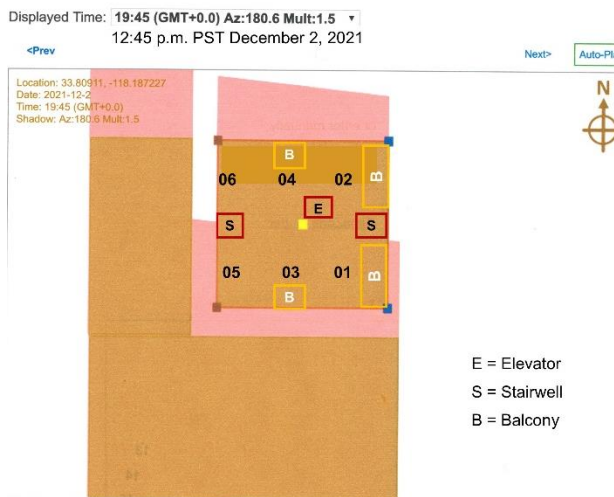 Displayed Time: 19:45 (GMT+0.0) Az:180.6 Mult:1.5
12:45 p.m. PST December 2, 2021
<Prev
Next>
Location: 33.80911, -118.187227
Date: 2021-12-2
Time: 19:45 (GMT+0.0)
Shadow: Az:180.6 Mult:1.5
N
B
06 04 02
B
E
S
S
05 03 01
B
B
E = Elevator
S = Stairwell
B = Balcony